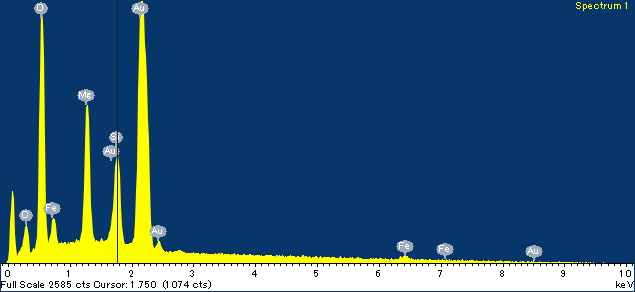 Spectrum 1
O
Au
Mg
Si
Au
Fe
Au
Fe
Fe
Au
0 1 2 3 4 5 6 7 8 9 10
Full Scale 2585 cts Cursor: 1.750 (1074 cts) keV